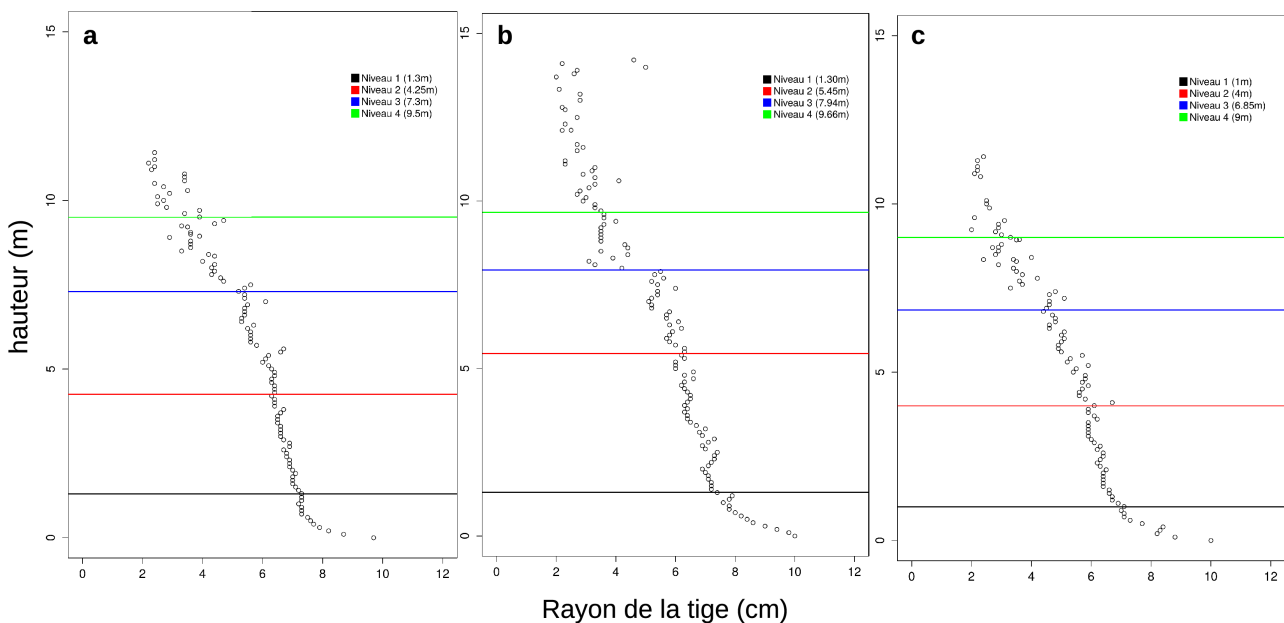 a
b
c
Niveau 1 (1.3m)
Niveau 2 (4.25m)
Niveau 3 (7.3m)
Niveau 4 (9.5m)
Niveau 1 (1.30m)
Niveau 2 (5.45m)
Niveau 3 (7.94m)
Niveau 4 (9.66m)
Niveau 1 (1m)
Niveau 2 (4m)
Niveau 3 (6.85m)
Niveau 4 (9m)
hauteur (m)
15
10
5
0
15
10
5
0
15
10
5
0
0 2 4 6 8 10 12
0 2 4 6 8 10 12
0 2 4 6 8 10 12
Rayon de la tige (cm)